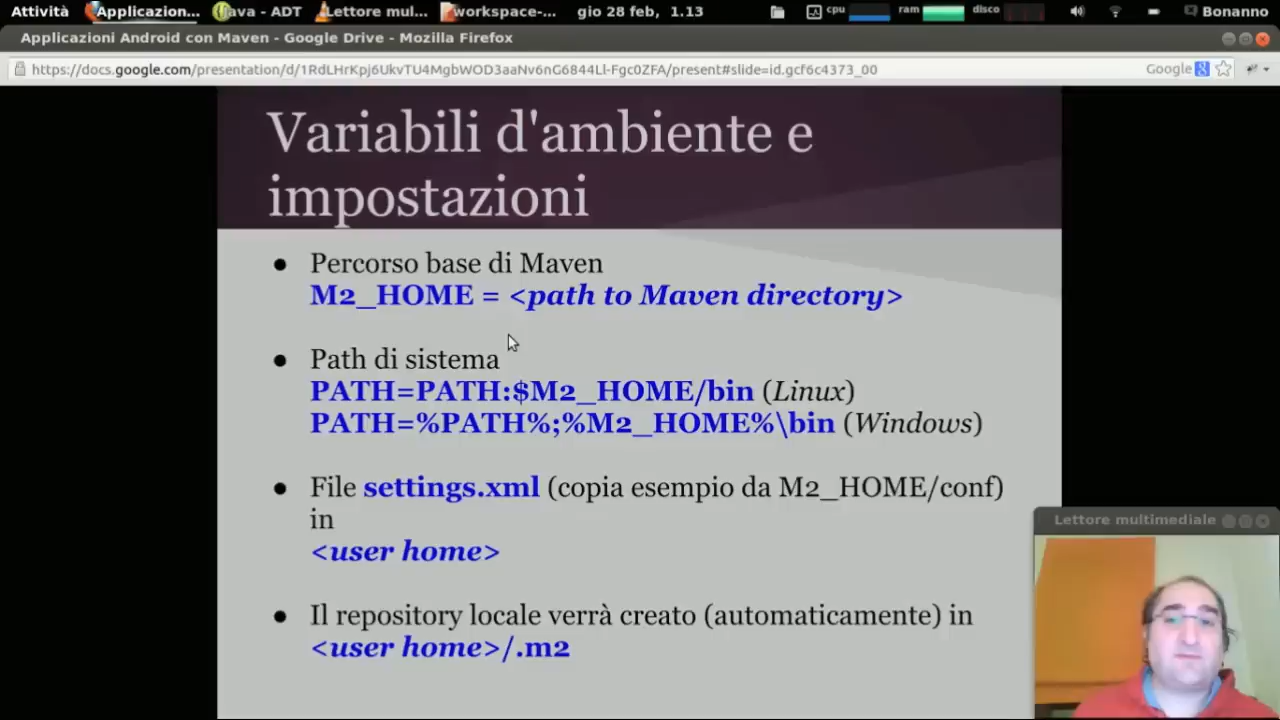 Attività Applicazion... Java - ADT Lettore mul... workspace-... gio 28 feb, 1.13 cpu ram disco Bonanno
Applicazioni Android con Maven - Google Drive - Mozilla Firefox
https://docs.google.com/presentation/d/1RdLHrKpj6UkvTU4MgbWOD3aaNv6nG6844Ll-Fgc0ZFA/present#slide=id.gcf6c4373_00 Google
Variabili d'ambiente e
impostazioni
● Percorso base di Maven
M2_HOME = <path to Maven directory>
● Path di sistema
PATH=PATH:$M2_HOME/bin (Linux)
PATH=%PATH%;%M2_HOME%\bin (Windows)
● File settings.xml (copia esempio da M2_HOME/conf)
in
<user home>
● Il repository locale verrà creato (automaticamente) in
<user home>/.m2
Lettore multimediale